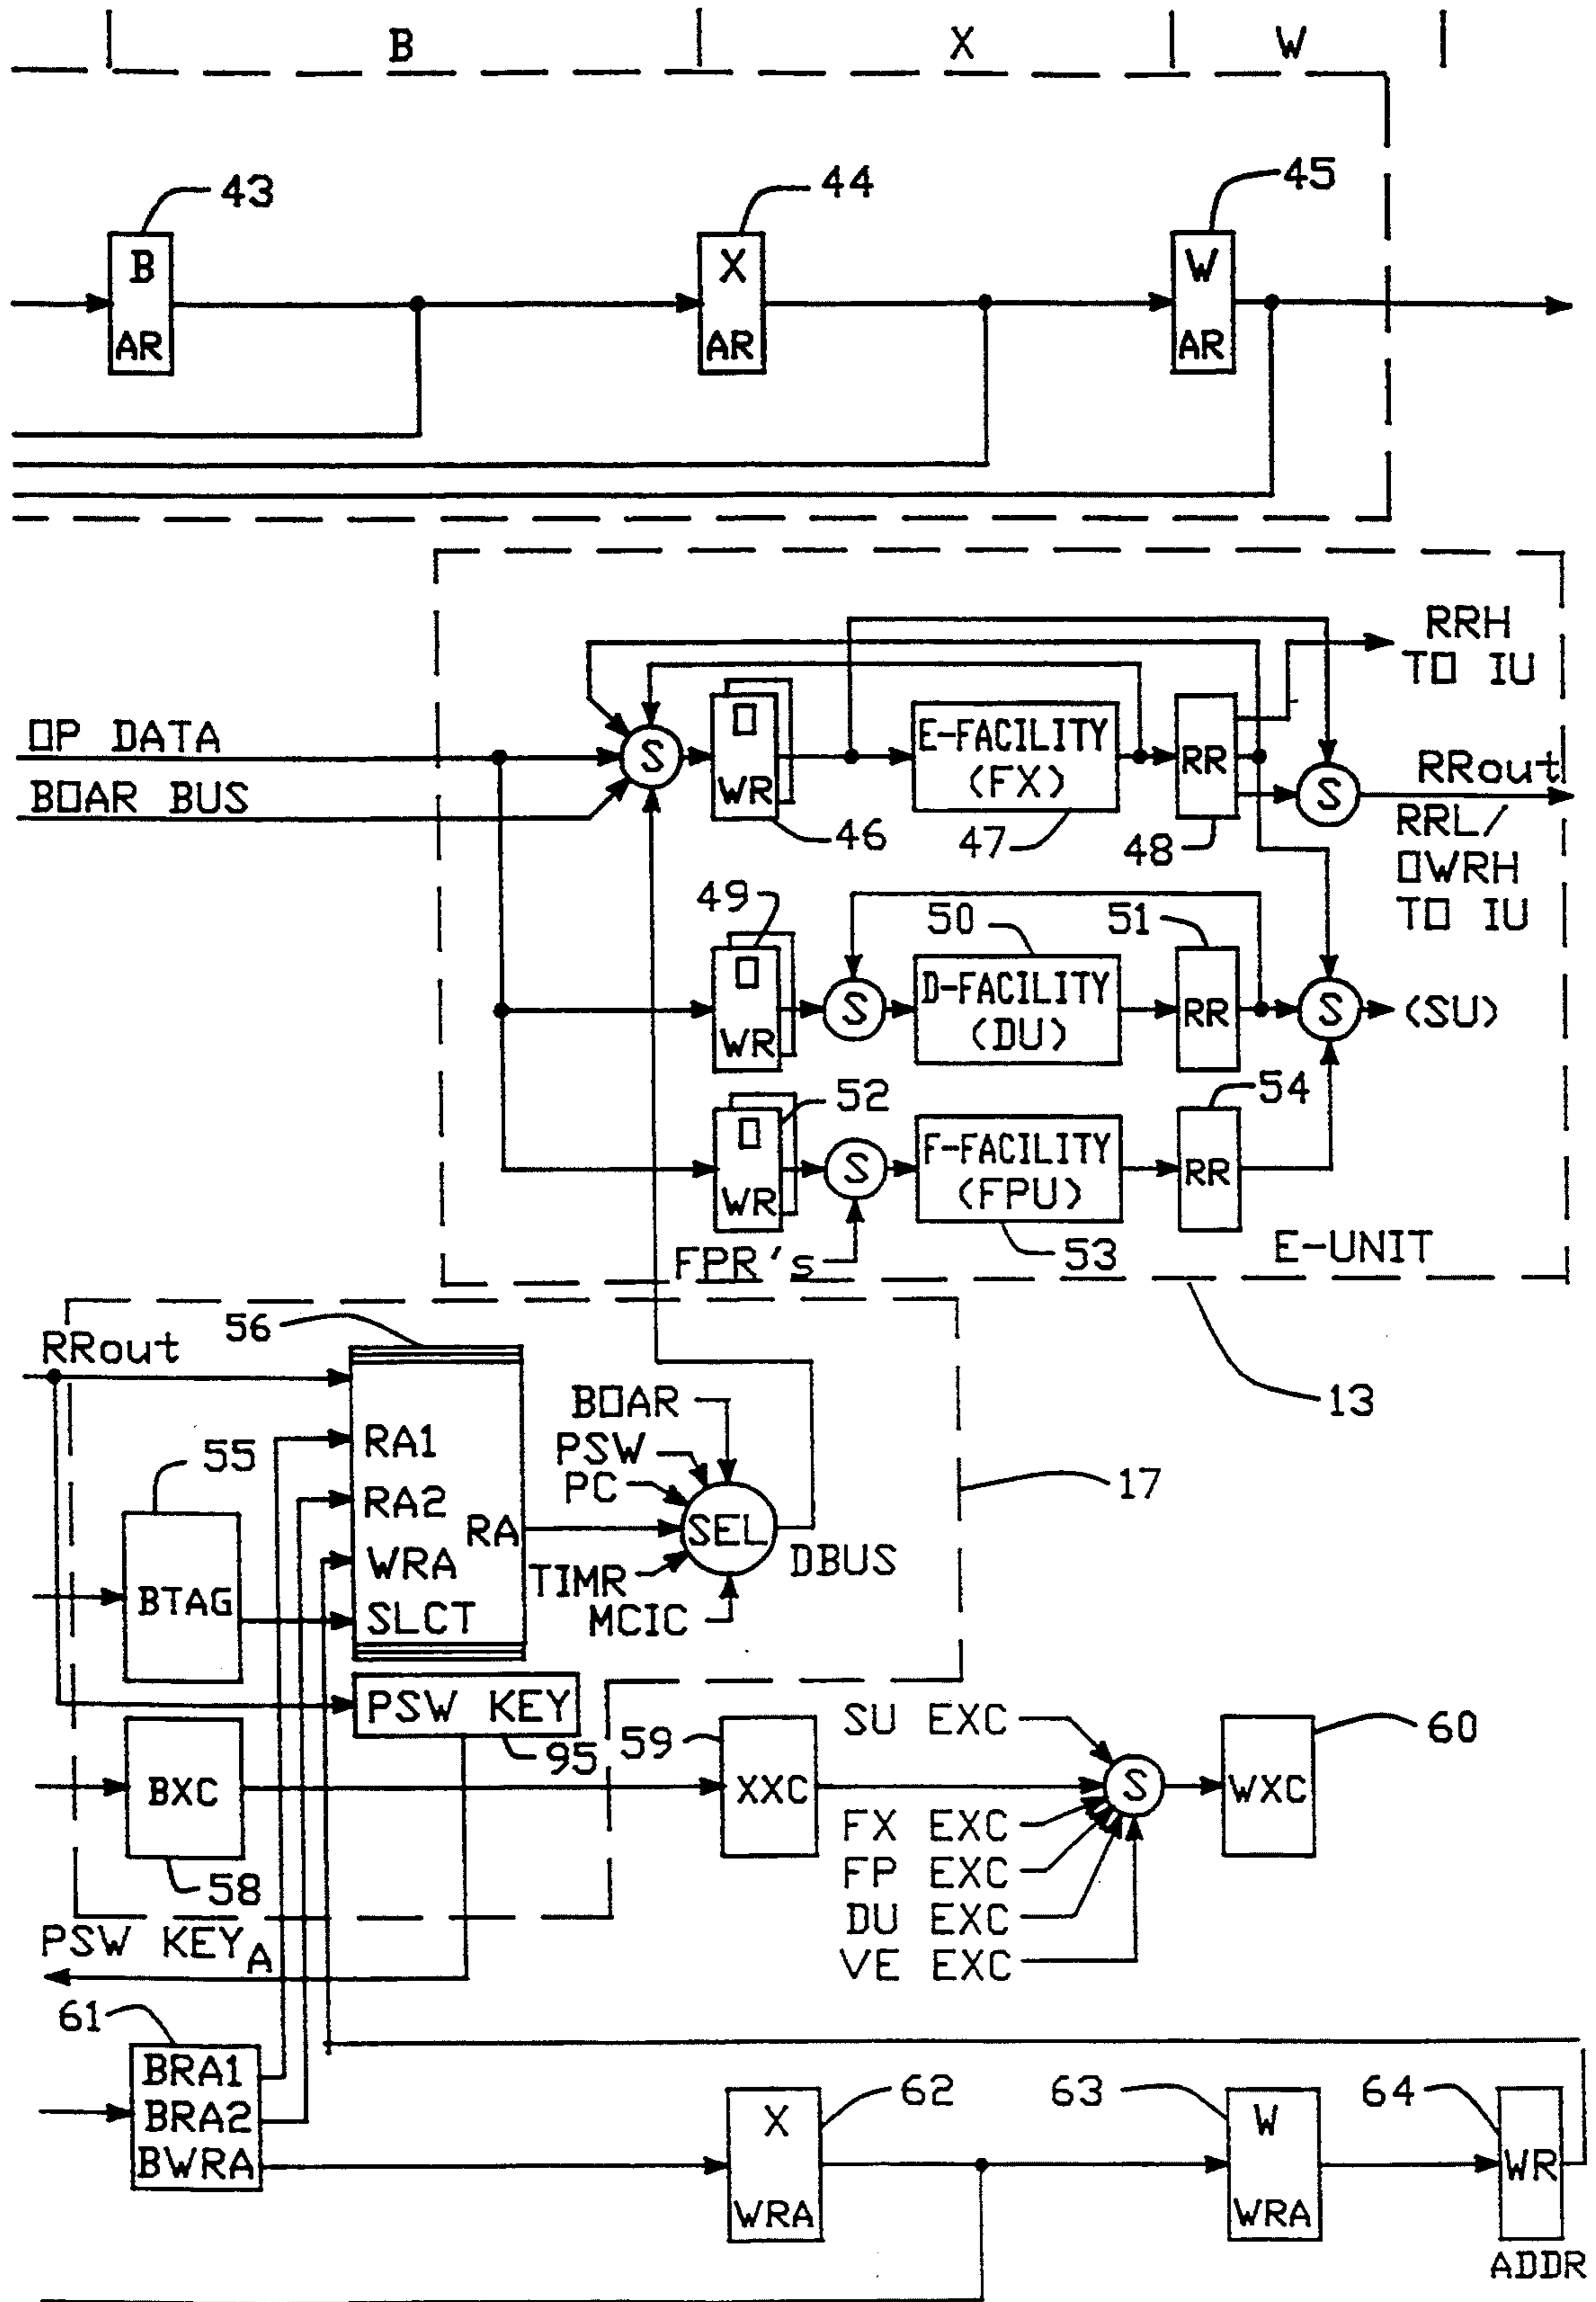 B X W
43 44 45
B X W
AR AR AR
RRH
TO IU
OP DATA
BOAR BUS
S
O
WR
46
E-FACILITY
(FX)
47
RR
48
S
RRout
RRL/
OWRH
TO IU
49
O
WR
S
50
D-FACILITY
(DU)
51
RR
S
(SU)
52
O
WR
S
F-FACILITY
(FPU)
53
54
RR
FPR's
E-UNIT
13
RRout
56
55
BTAG
RA1
RA2
WRA
SLCT
RA
BOAR
PSW
PC
SEL
TIMR
MCIC
DBUS
17
PSW KEY
95
BXC
58
59
XXC
SU EXC
S
FX EXC
FP EXC
DU EXC
VE EXC
60
WXC
PSW KEYA
61
BRA1
BRA2
BWRA
62
X
WRA
63
W
WRA
64
WR
ADDR